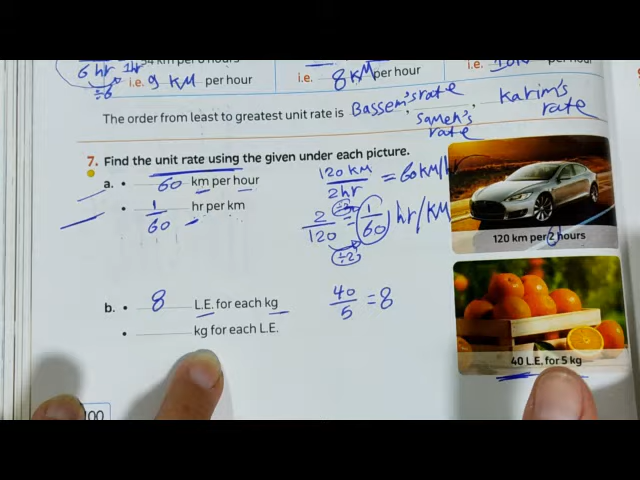 6 hr 1hr
÷6
i.e. 9 KM per hour
i.e. 8 KM per hour
i.e.
The order from least to greatest unit rate is Bassem's rate, Sameh's rate, Karim's rate
7. Find the unit rate using the given under each picture.
a. • 60 km per hour
120 KM / 2hr = 60 KM/hr
• 1/60 hr per km
2/120 ÷2 = 1/60 hr/KM
÷2
120 km per 2 hours
b. • 8 L.E. for each kg
40/5 = 8
• kg for each L.E.
40 L.E. for 5 kg